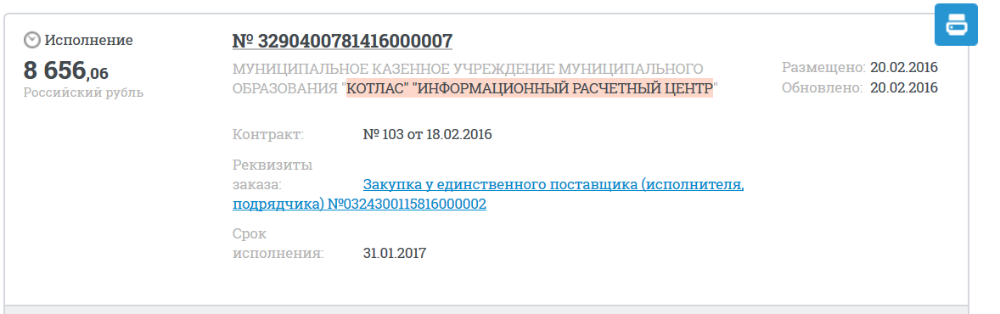 Исполнение
8 656,06
Российский рубль
№ 3290400781416000007
МУНИЦИПАЛЬНОЕ КАЗЕННОЕ УЧРЕЖДЕНИЕ МУНИЦИПАЛЬНОГО
ОБРАЗОВАНИЯ "КОТЛАС" "ИНФОРМАЦИОННЫЙ РАСЧЕТНЫЙ ЦЕНТР"
Размещено: 20.02.2016
Обновлено: 20.02.2016
Контракт: № 103 от 18.02.2016
Реквизиты
заказа: Закупка у единственного поставщика (исполнителя,
подрядчика) №0324300115816000002
Срок
исполнения: 31.01.2017